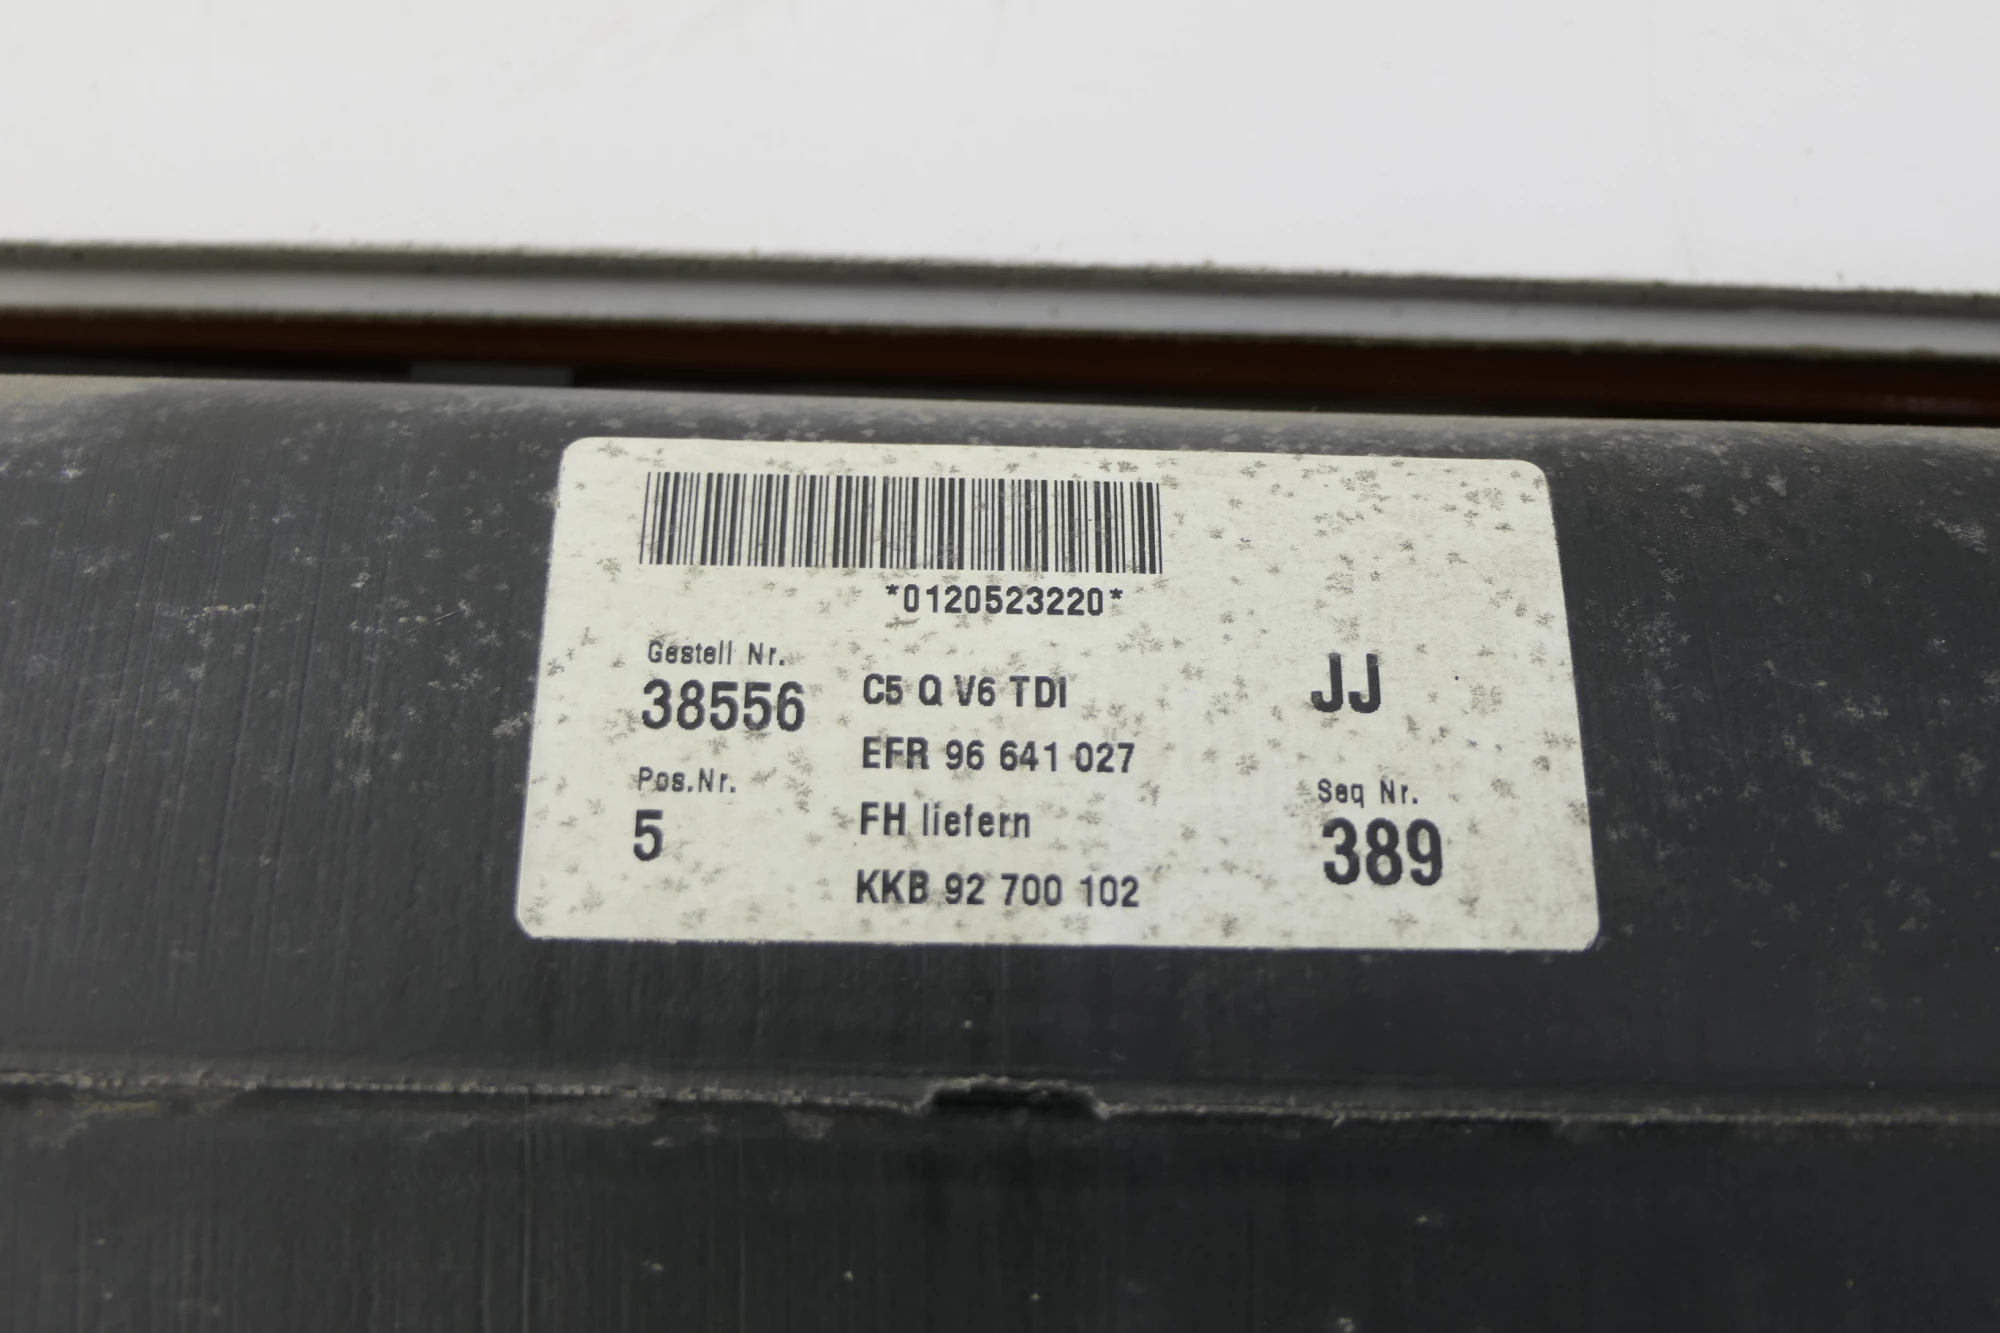 *0120523220*
Gestell Nr.
38556
C5 Q V6 TDI
JJ
EFR 96 641 027
Pos.Nr.
5
FH liefern
Seq Nr.
389
KKB 92 700 102